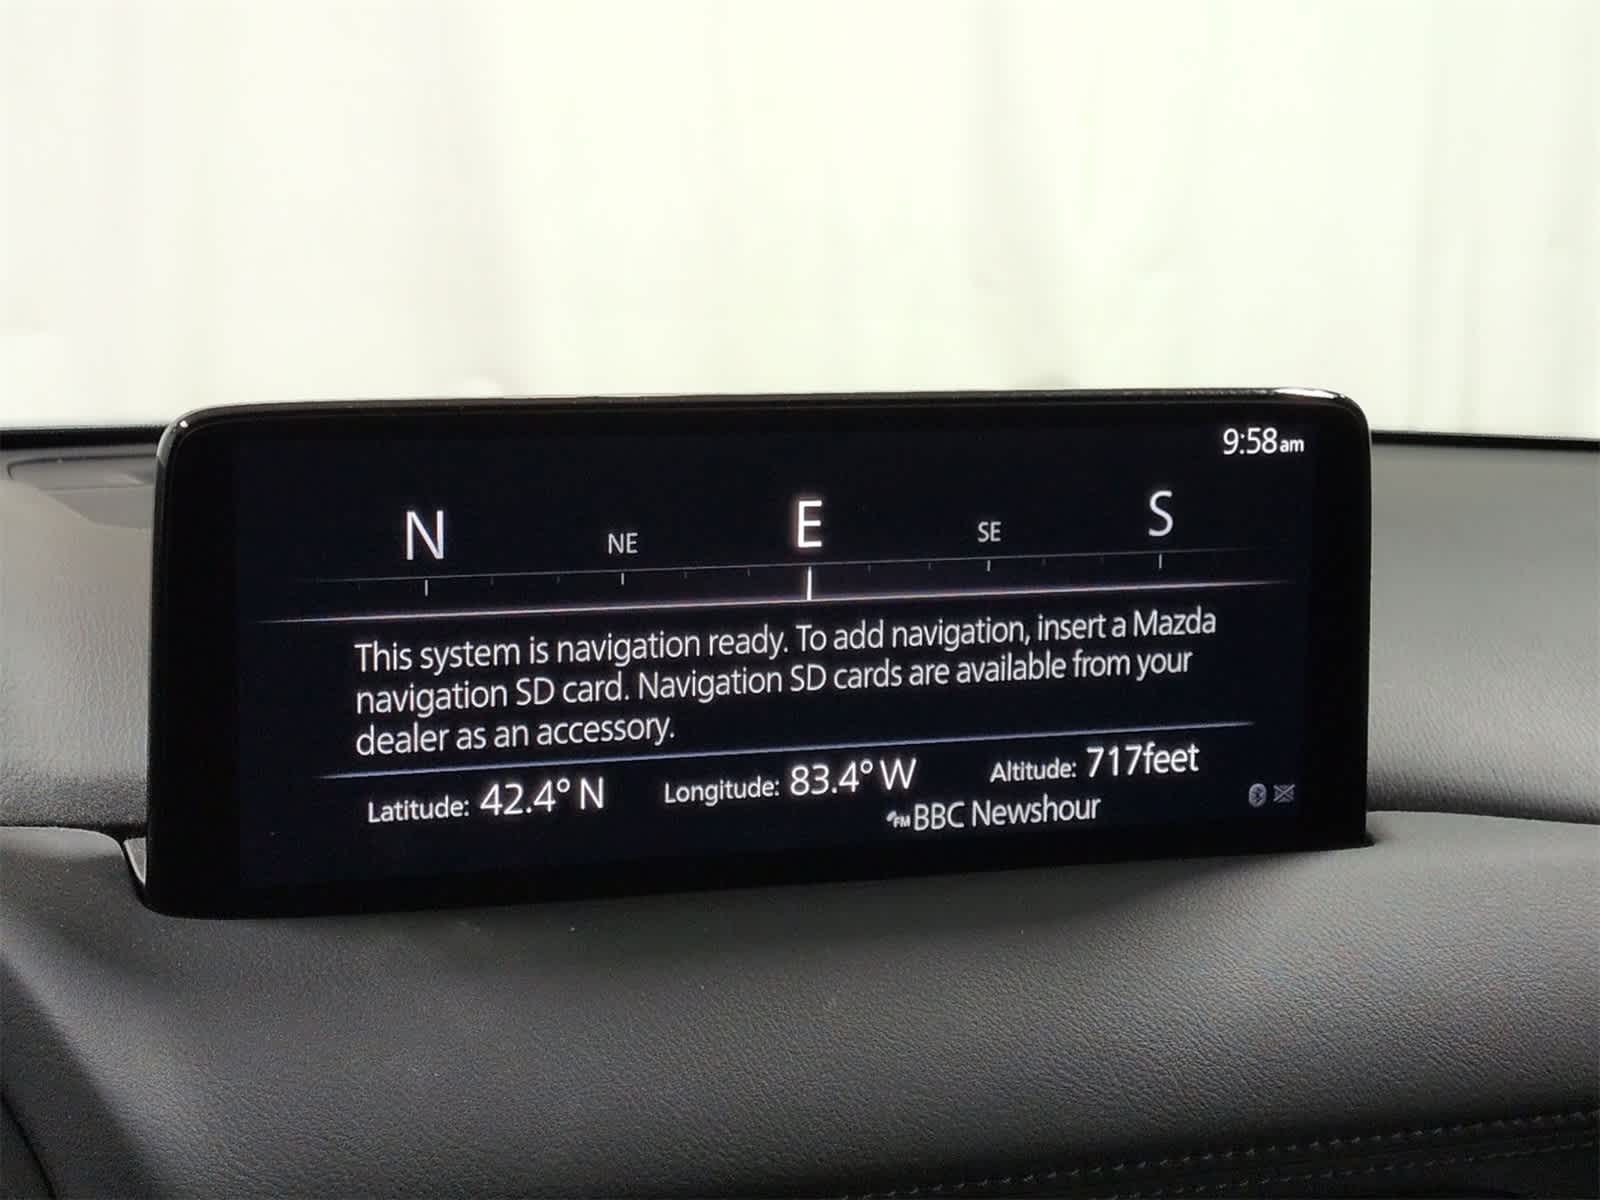 9:58am
N NE E SE S
This system is navigation ready. To add navigation, insert a Mazda
navigation SD card. Navigation SD cards are available from your
dealer as an accessory.
Latitude: 42.4° N Longitude: 83.4° W Altitude: 717feet
FM BBC Newshour